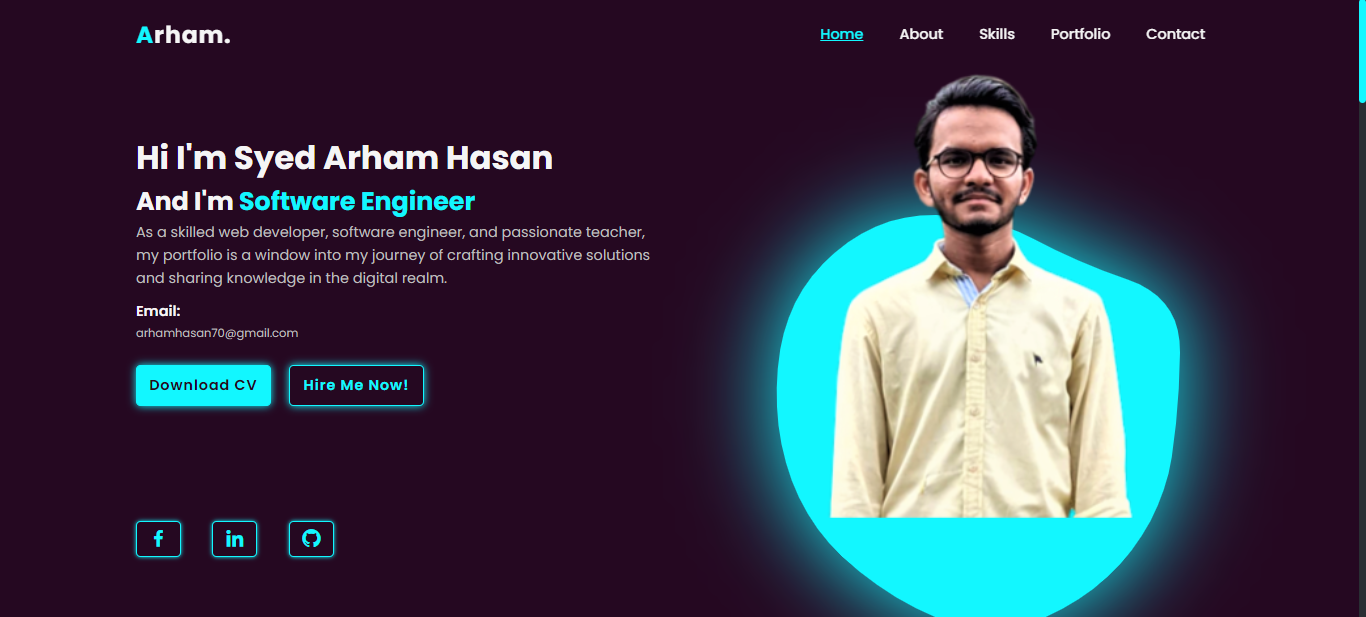 Arham.
Home About Skills Portfolio Contact
Hi I'm Syed Arham Hasan
And I'm Software Engineer
As a skilled web developer, software engineer, and passionate teacher,
my portfolio is a window into my journey of crafting innovative solutions
and sharing knowledge in the digital realm.
Email:
arhamhasan70@gmail.com
Download CV
Hire Me Now!